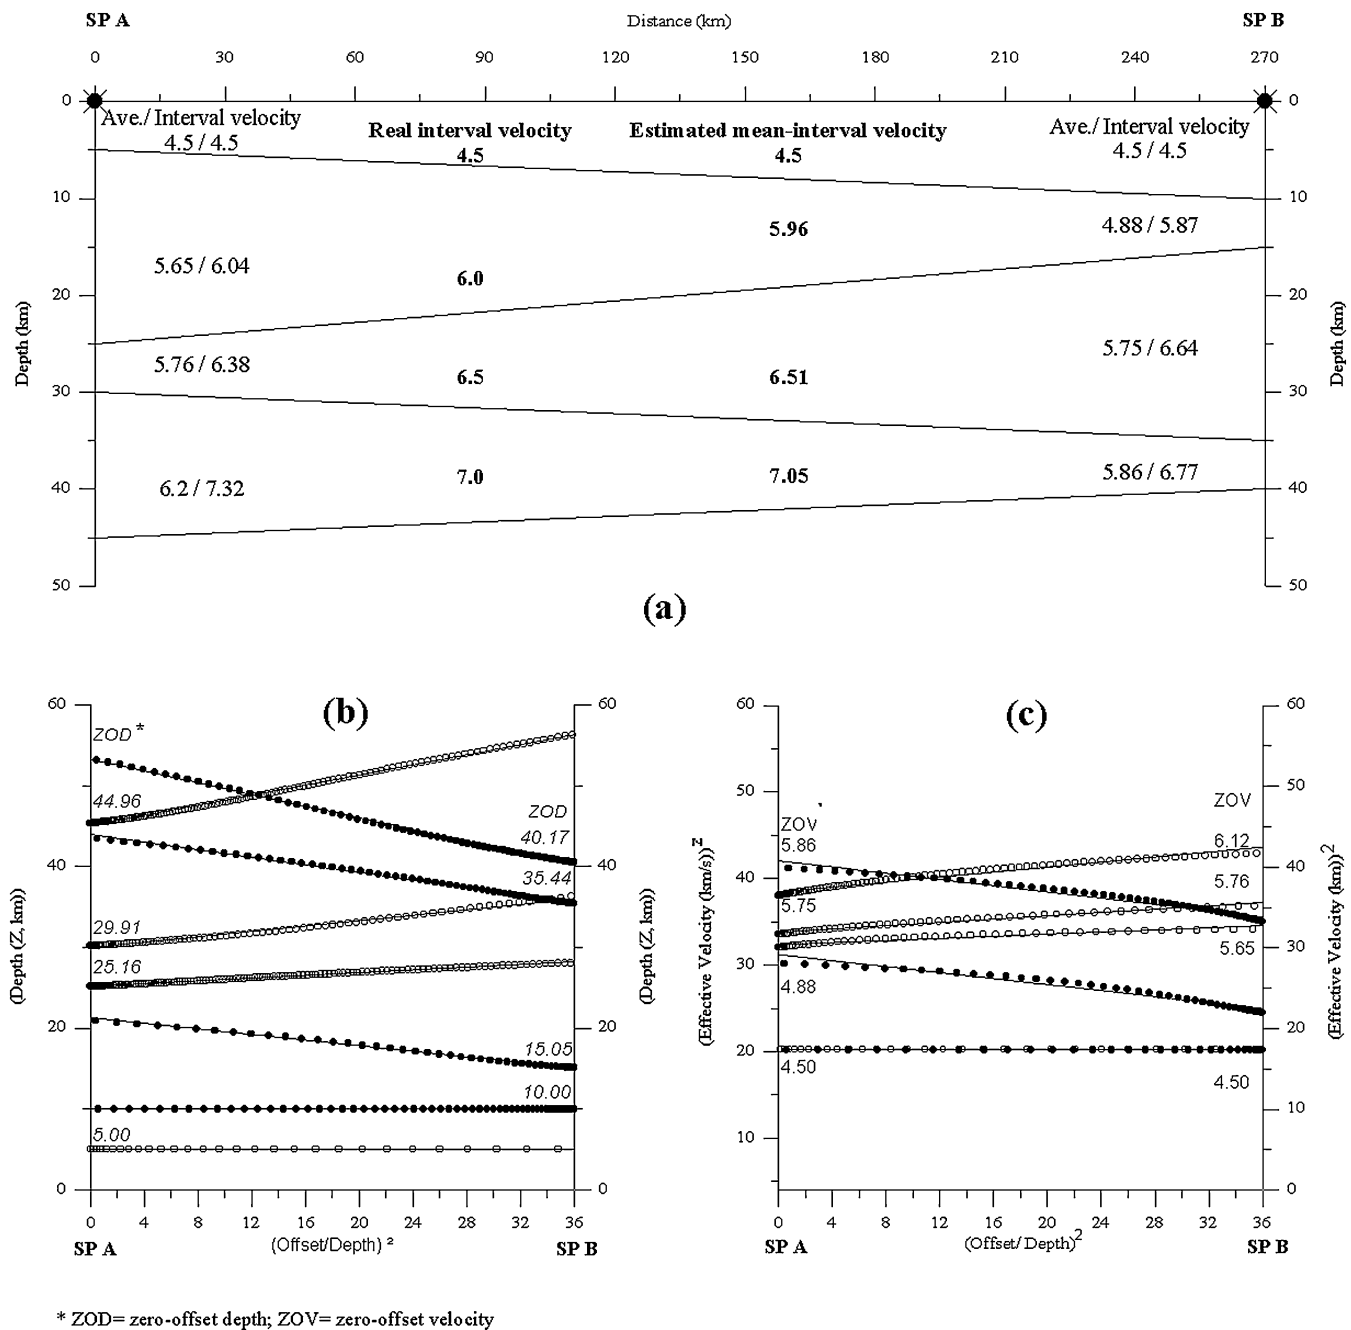 SP A Distance (km) SP B
0 30 60 90 120 150 180 210 240 270
0 0
Ave./ Interval velocity Real interval velocity Estimated mean-interval velocity Ave./ Interval velocity
4.5 / 4.5 4.5 4.5 4.5 / 4.5
10 10
5.96 4.88 / 5.87
5.65 / 6.04 6.0
20 20
Depth (km) Depth (km)
5.76 / 6.38 6.5 6.51 5.75 / 6.64
30 30
6.2 / 7.32 7.0 7.05 5.86 / 6.77
40 40
50 50
(a)
(b)
60 60
ZOD *
44.96
ZOD
40.17
40 40
35.44
29.91
25.16
(Depth (Z, km)) (Depth (Z, km))
20 20
15.05
10.00
5.00
0 0
0 4 8 12 16 20 24 28 32 36
SP A (Offset/Depth) ² SP B
(c)
60 60
50 50
ZOV
ZOV
5.86 6.12
40 40
5.76
5.75
5.65
(Effective Velocity (km/s))² (Effective Velocity (km))²
30 30
4.88
20 20
4.50 4.50
10 10
0
0 4 8 12 16 20 24 28 32 36
SP A (Offset/ Depth)² SP B
* ZOD= zero-offset depth; ZOV= zero-offset velocity